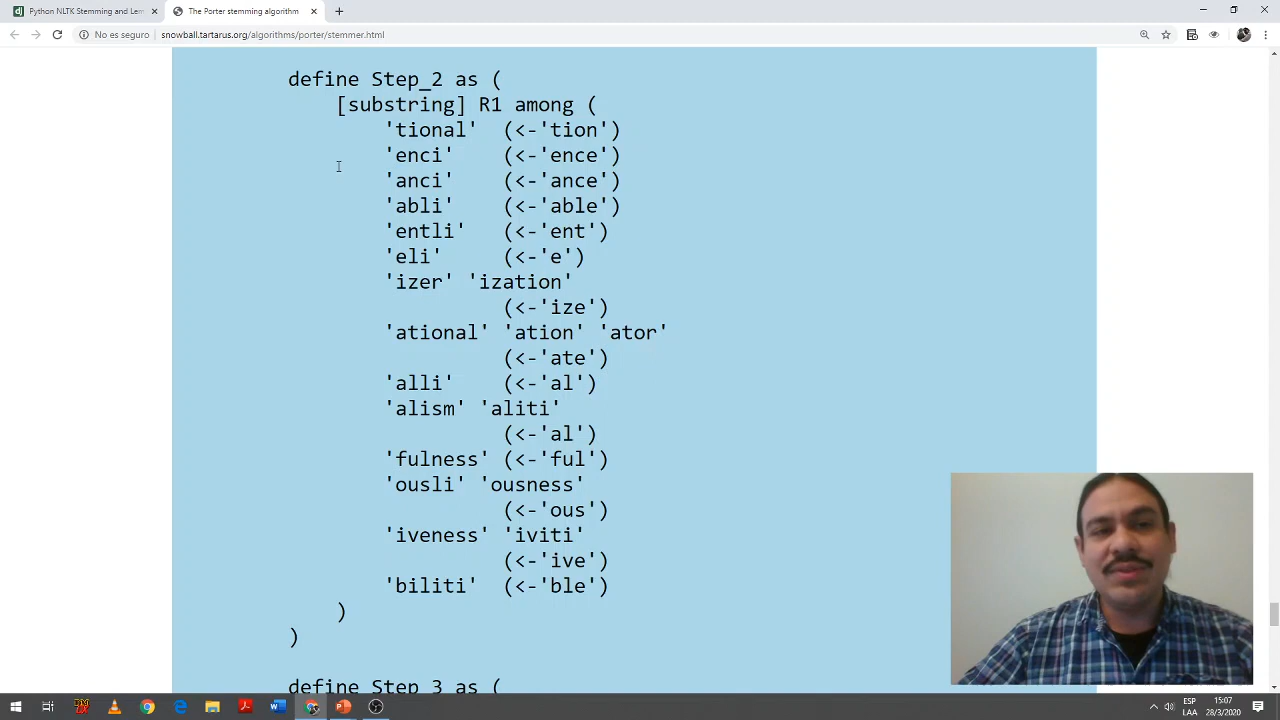 Python NLTK Stemming and Lem
The Porter stemming algorithm
No es seguro
snowball.tartarus.org/algorithms/porter/stemmer.html
define Step_2 as (
[substring] R1 among (
'tional' (<-'tion')
'enci' (<-'ence')
'anci' (<-'ance')
'abli' (<-'able')
'entli' (<-'ent')
'eli' (<-'e')
'izer' 'ization'
(<-'ize')
'ational' 'ation' 'ator'
(<-'ate')
'alli' (<-'al')
'alism' 'aliti'
(<-'al')
'fulness' (<-'ful')
'ousli' 'ousness'
(<-'ous')
'iveness' 'iviti'
(<-'ive')
'biliti' (<-'ble')
)
)
define Step_3 as (
ESP
LAA
15:07
28/3/2020